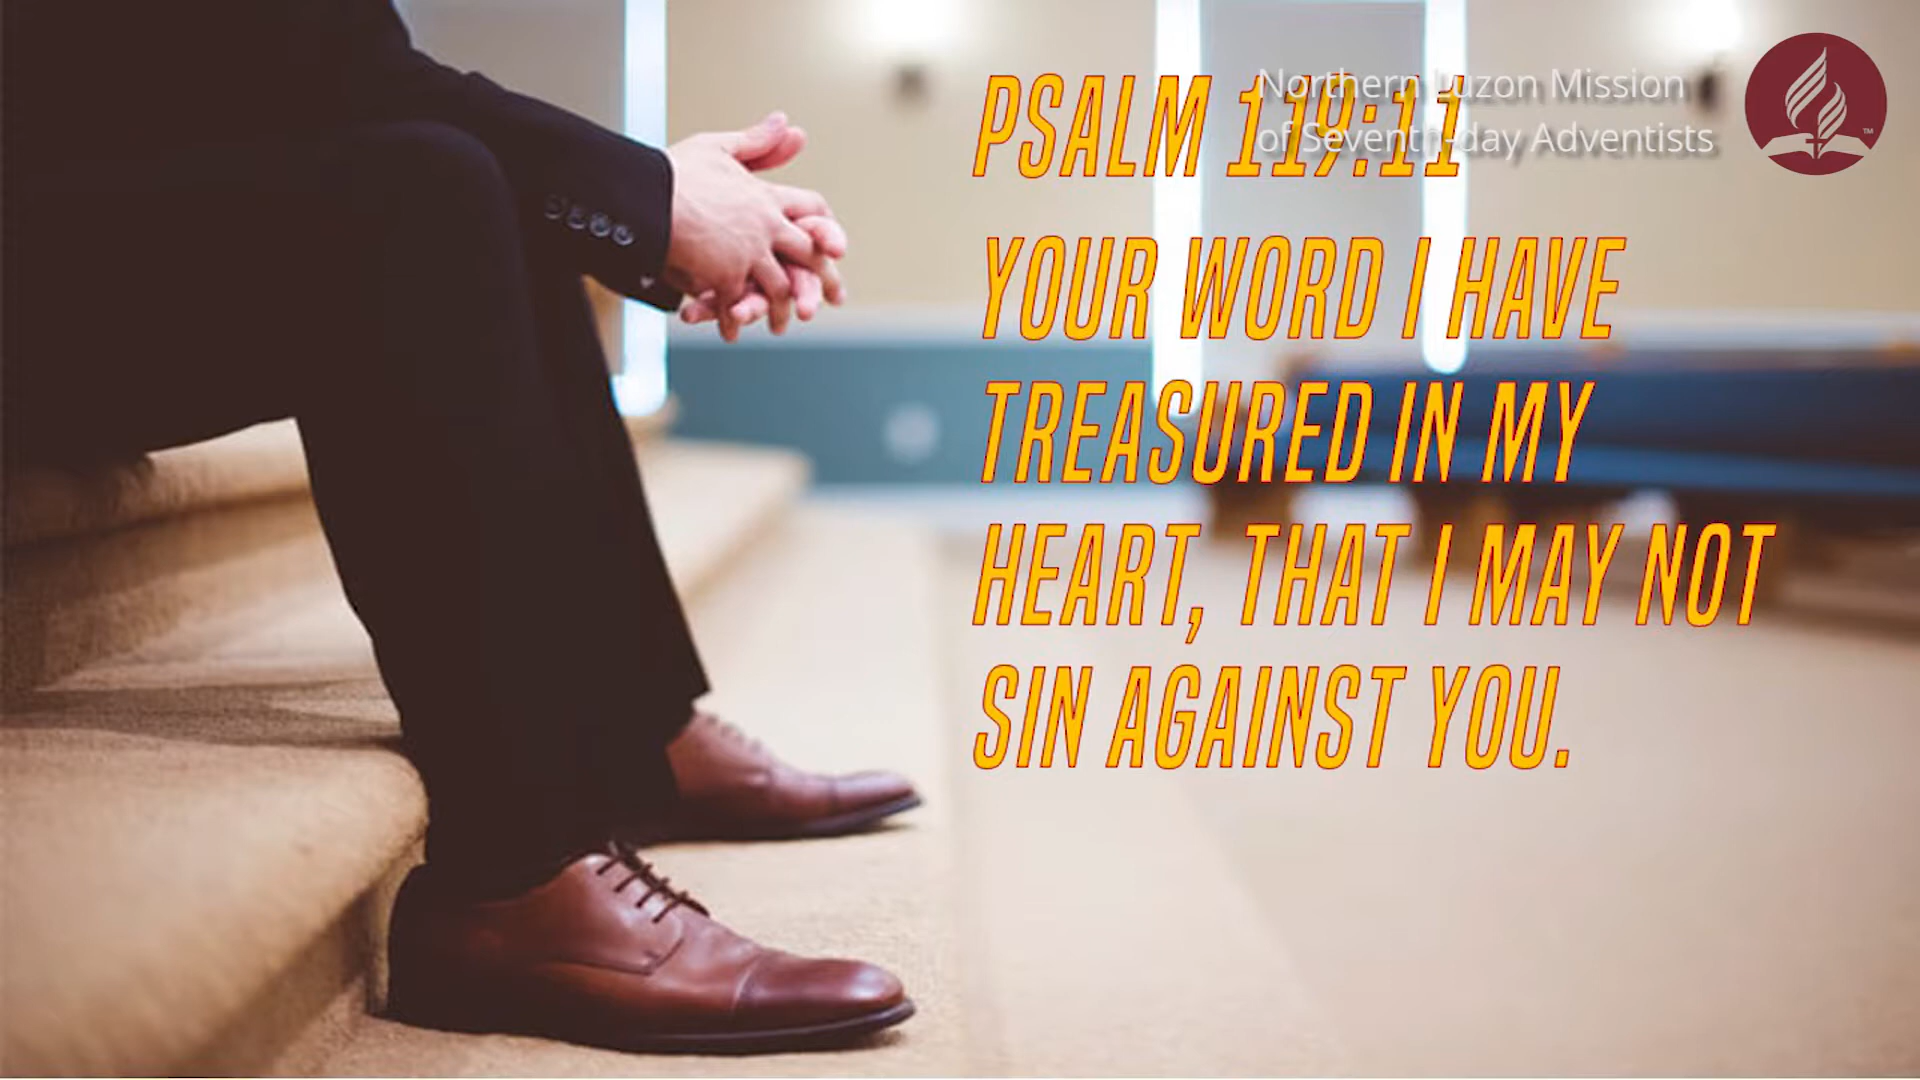 Northern Luzon Mission
of Seventh-day Adventists
PSALM 119:11
YOUR WORD I HAVE
TREASURED IN MY
HEART, THAT I MAY NOT
SIN AGAINST YOU.